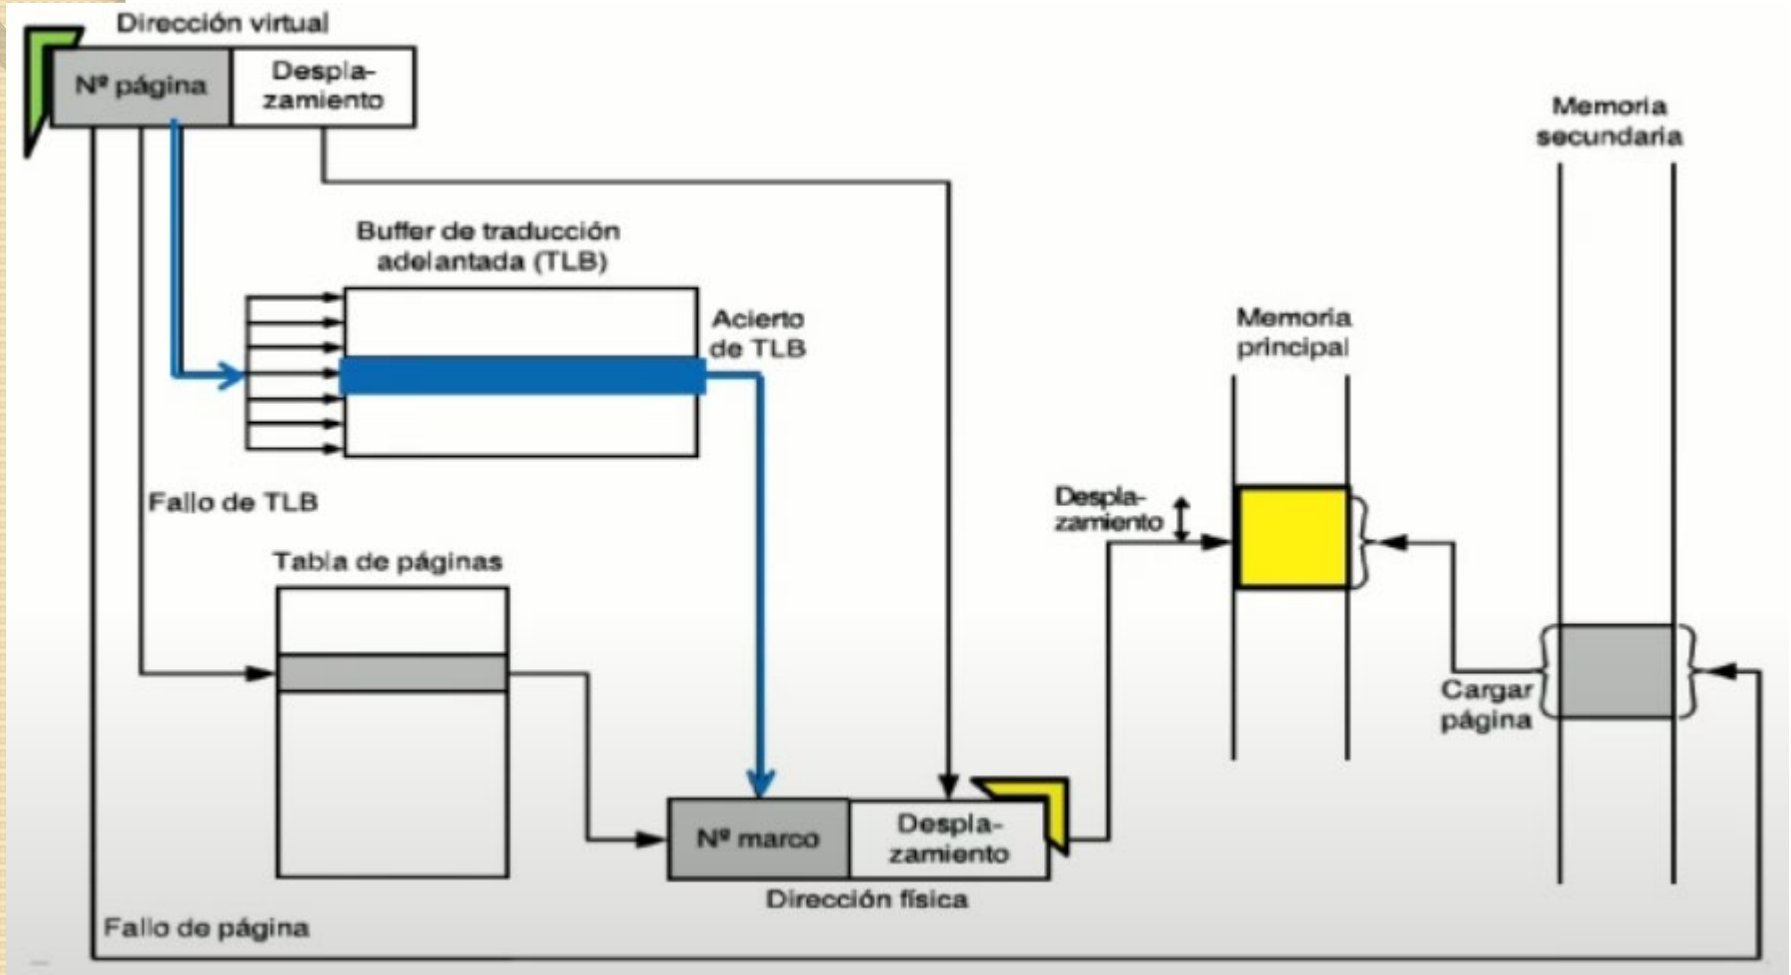 Dirección virtual
Nº página
Despla-
zamiento
Buffer de traducción
adelantada (TLB)
Acierto
de TLB
Fallo de TLB
Tabla de páginas
Nº marco
Despla-
zamiento
Dirección física
Fallo de página
Despla-
zamiento
Memoria
principal
Memoria
secundaria
Cargar
página